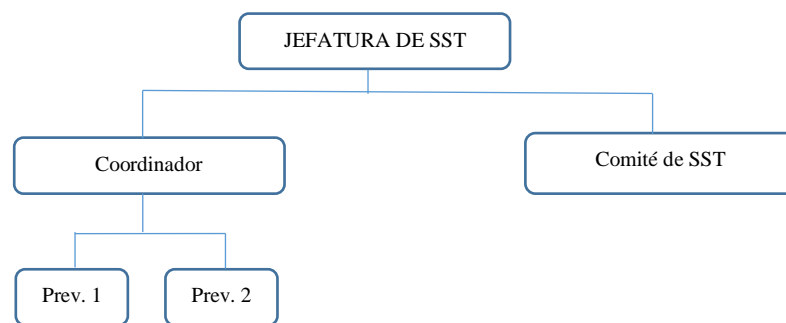 JEFATURA DE SST
Coordinador
Comité de SST
Prev. 1
Prev. 2